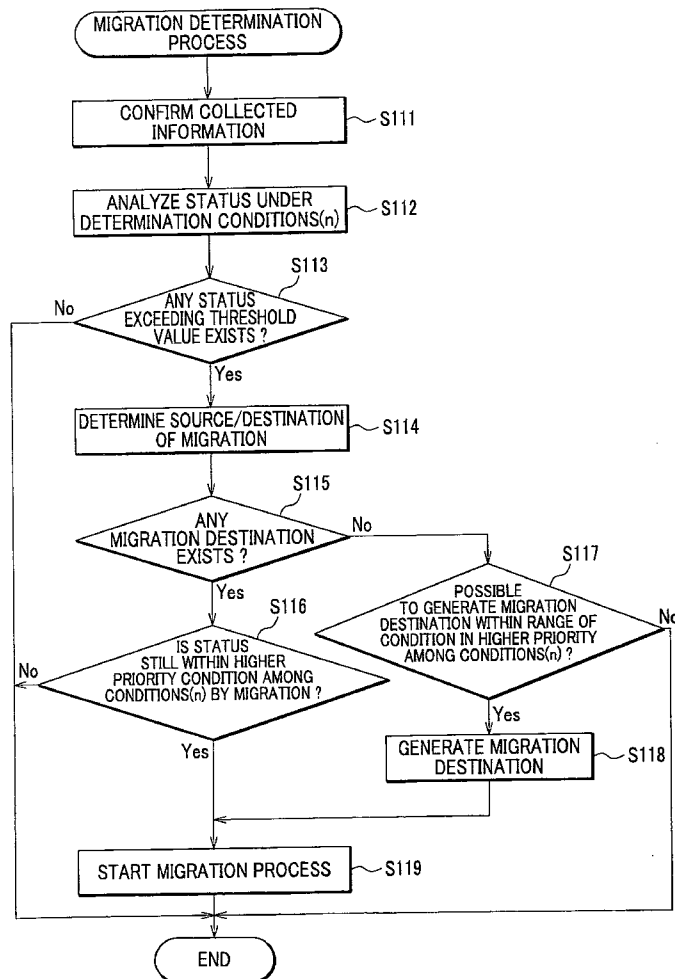 MIGRATION DETERMINATION
PROCESS
CONFIRM COLLECTED
INFORMATION
S111
ANALYZE STATUS UNDER
DETERMINATION CONDITIONS(n)
S112
S113
No
ANY STATUS
EXCEEDING THRESHOLD
VALUE EXISTS ?
Yes
DETERMINE SOURCE/DESTINATION
OF MIGRATION
S114
S115
ANY
MIGRATION DESTINATION
EXISTS ?
No
Yes
S117
POSSIBLE
TO GENERATE MIGRATION
DESTINATION WITHIN RANGE OF
CONDITION IN HIGHER PRIORITY
AMONG CONDITIONS(n) ?
No
S116
IS STATUS
STILL WITHIN HIGHER
PRIORITY CONDITION AMONG
CONDITIONS(n) BY MIGRATION ?
No
Yes
Yes
GENERATE MIGRATION
DESTINATION
S118
START MIGRATION PROCESS
S119
END